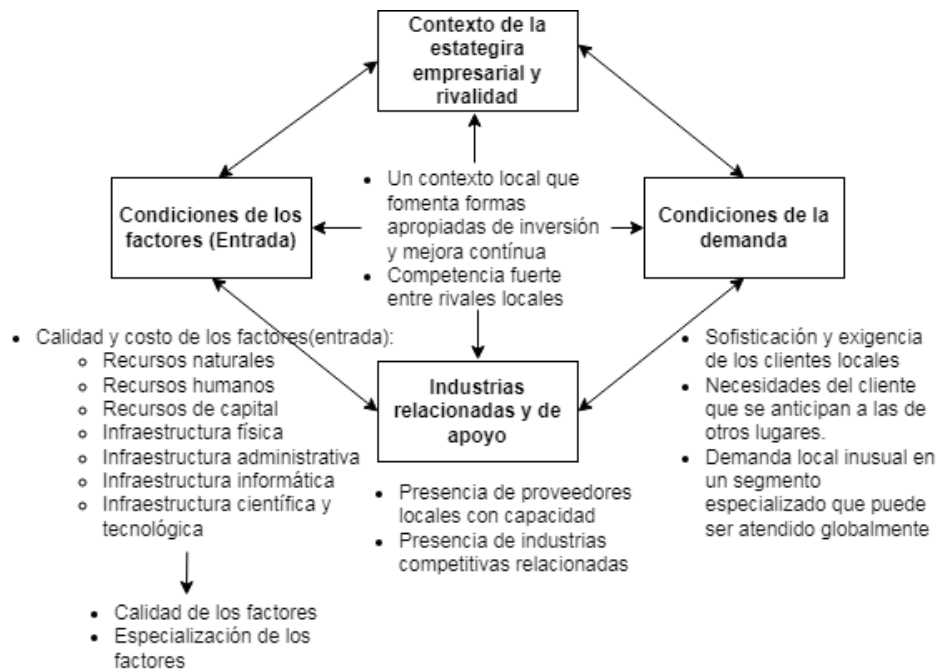 Contexto de la
estategira
empresarial y
rivalidad
Condiciones de los
factores (Entrada)
Un contexto local que
fomenta formas
apropiadas de inversión
y mejora contínua
Competencia fuerte
entre rivales locales
Condiciones de la
demanda
Calidad y costo de los factores(entrada):
Recursos naturales
Recursos humanos
Recursos de capital
Infraestructura física
Infraestructura administrativa
Infraestructura informática
Infraestructura científica y
tecnológica
Calidad de los factores
Especialización de los
factores
Industrias
relacionadas y de
apoyo
Presencia de proveedores
locales con capacidad
Presencia de industrias
competitivas relacionadas
Sofisticación y exigencia
de los clientes locales
Necesidades del cliente
que se anticipan a las de
otros lugares.
Demanda local inusual en
un segmento
especializado que puede
ser atendido globalmente